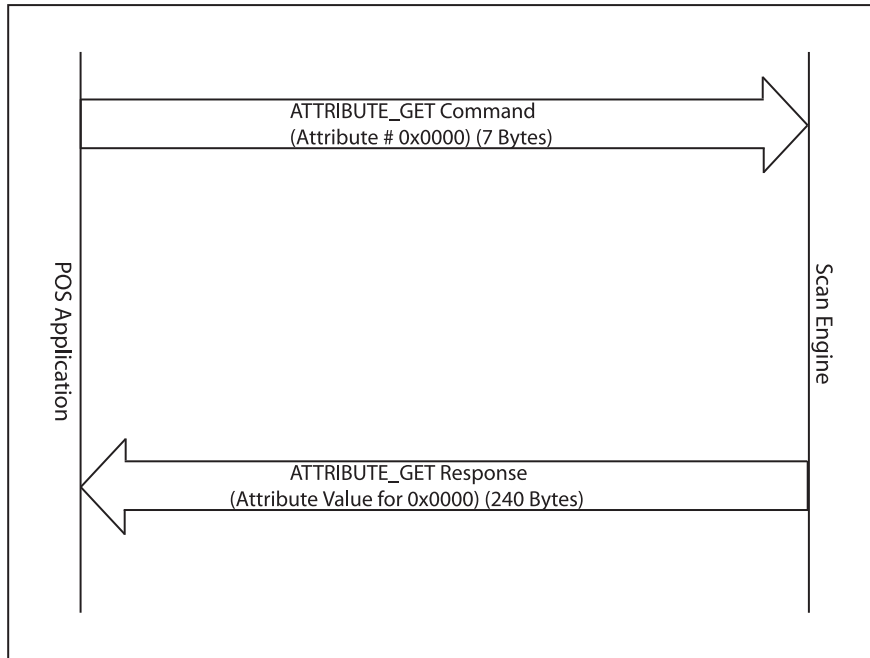 ATTRIBUTE_GET Command
(Attribute # 0x0000) (7 Bytes)
POS Application
Scan Engine
ATTRIBUTE_GET Response
(Attribute Value for 0x0000) (240 Bytes)